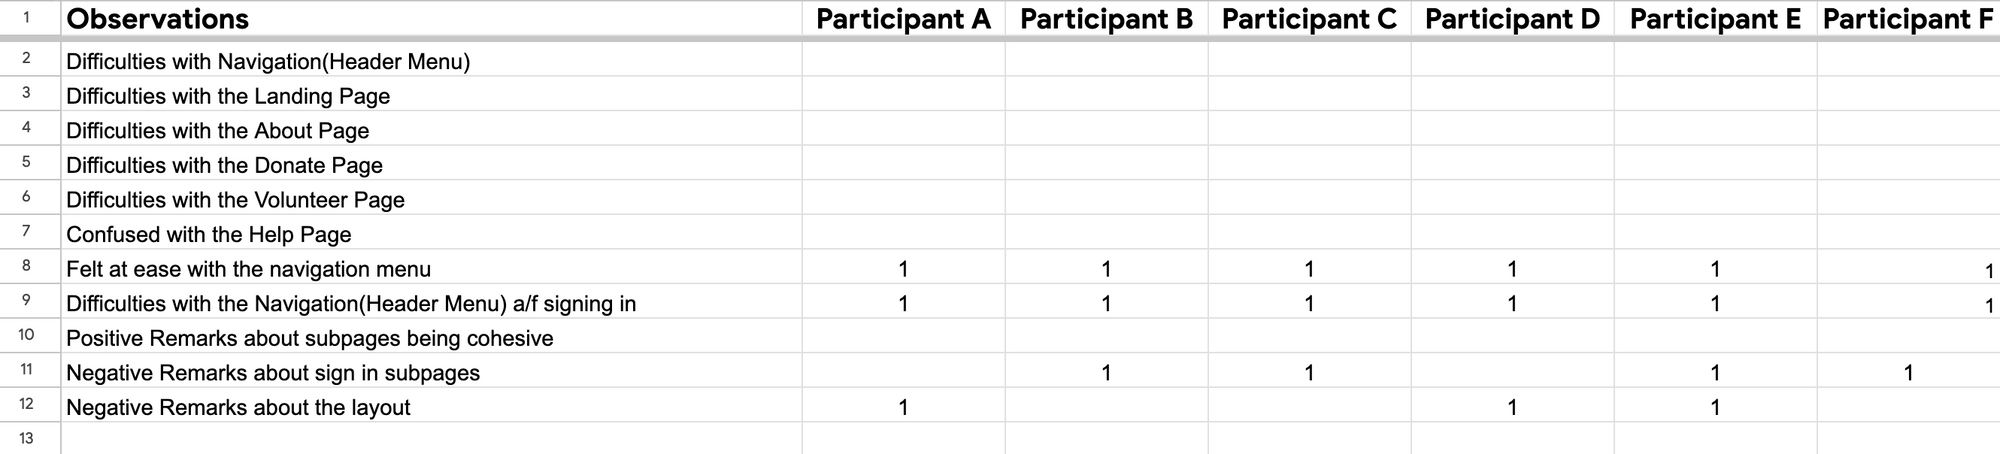 1 Observations Participant A Participant B Participant C Participant D Participant E Participant F
2 Difficulties with Navigation(Header Menu)
3 Difficulties with the Landing Page
4 Difficulties with the About Page
5 Difficulties with the Donate Page
6 Difficulties with the Volunteer Page
7 Confused with the Help Page
8 Felt at ease with the navigation menu 1 1 1 1 1 1
9 Difficulties with the Navigation(Header Menu) a/f signing in 1 1 1 1 1 1
10 Positive Remarks about subpages being cohesive
11 Negative Remarks about sign in subpages 1 1 1 1
12 Negative Remarks about the layout 1 1 1
13